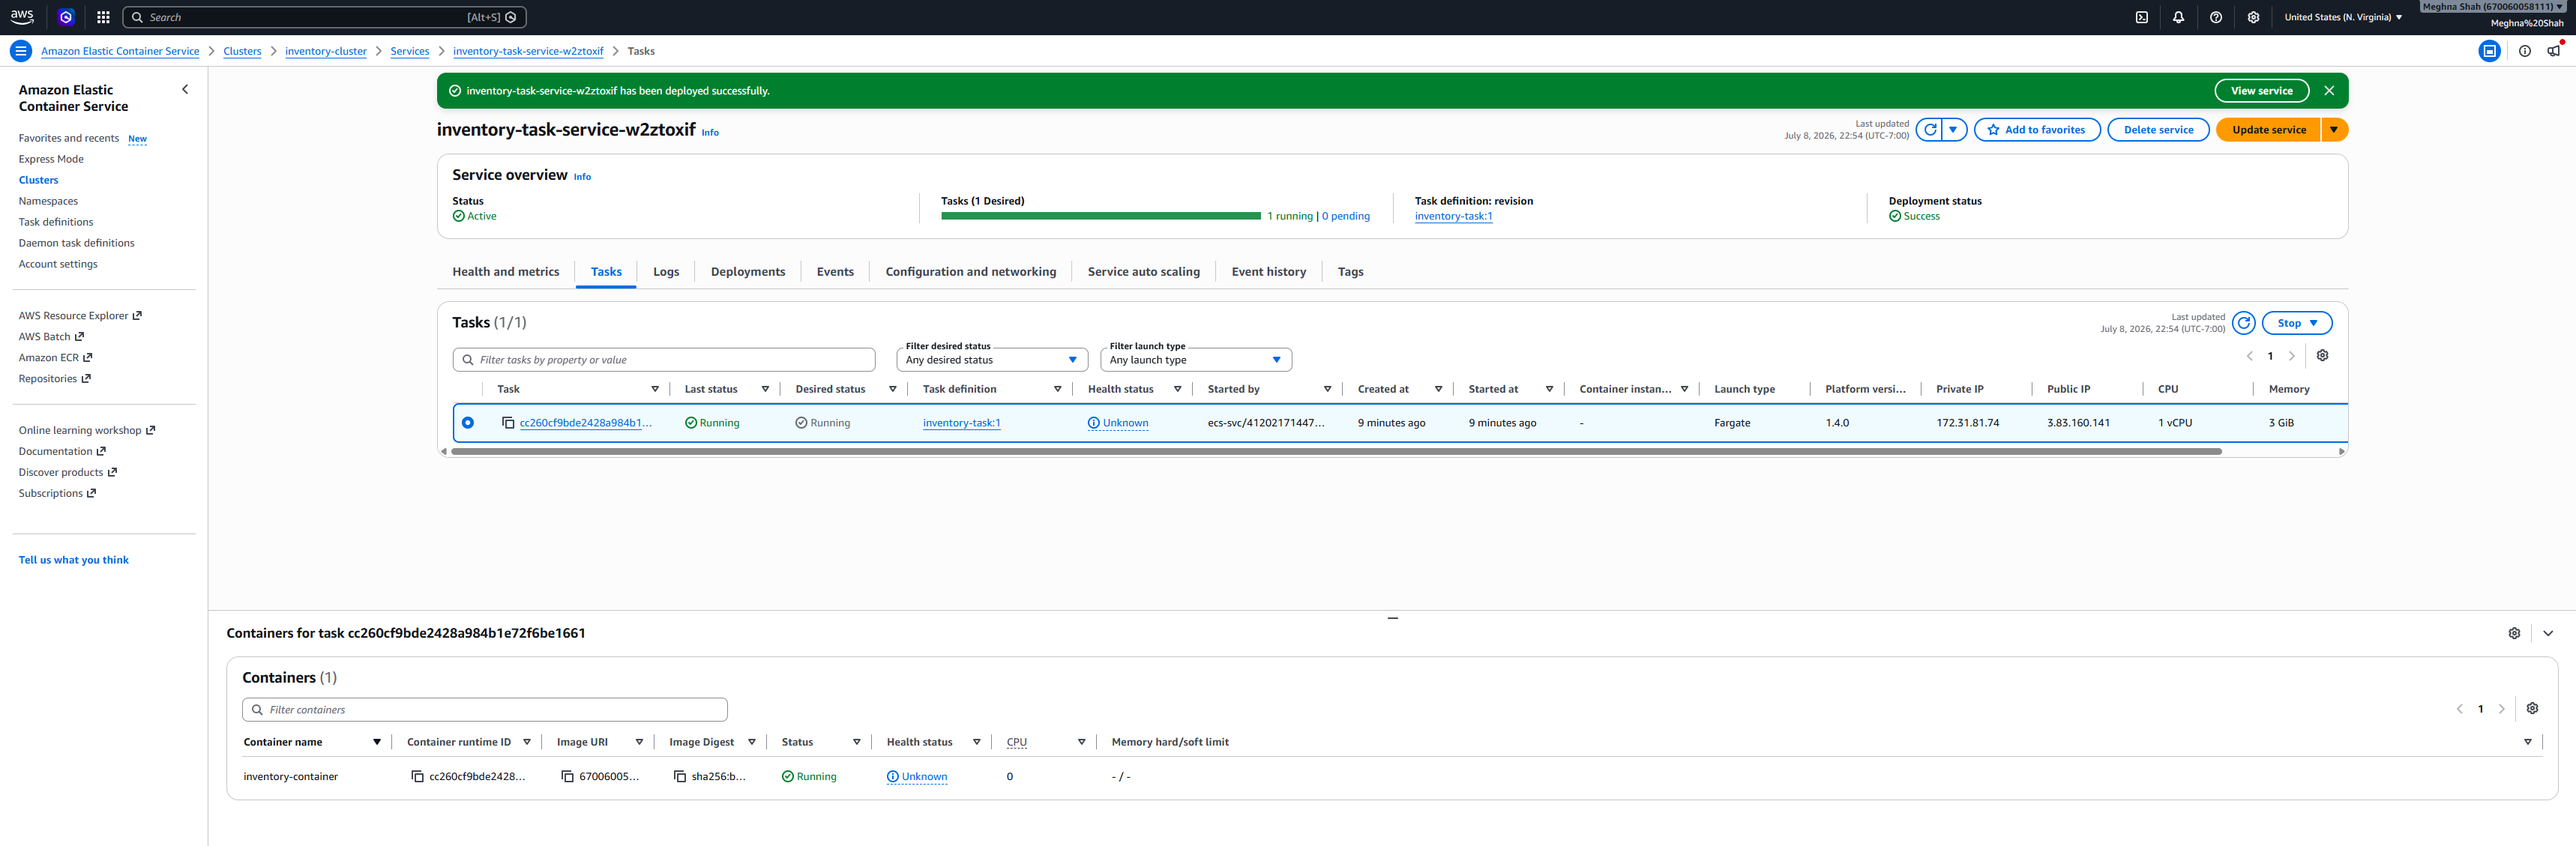 aws
Search [Alt+S]
United States (N. Virginia)
Meghna Shah (670060058111)
Meghna%20Shah
Amazon Elastic Container Service > Clusters > inventory-cluster > Services > inventory-task-service-w2ztoxif > Tasks
Amazon Elastic
Container Service
Favorites and recents New
Express Mode
Clusters
Namespaces
Task definitions
Daemon task definitions
Account settings
AWS Resource Explorer
AWS Batch
Amazon ECR
Repositories
Online learning workshop
Documentation
Discover products
Subscriptions
Tell us what you think
inventory-task-service-w2ztoxif has been deployed successfully.
View service
inventory-task-service-w2ztoxif Info
Last updated
July 8, 2026, 22:54 (UTC-7:00)
Add to favorites
Delete service
Update service
Service overview Info
Status
Active
Tasks (1 Desired)
1 running | 0 pending
Task definition: revision
inventory-task:1
Deployment status
Success
Health and metrics Tasks Logs Deployments Events Configuration and networking Service auto scaling Event history Tags
Tasks (1/1)
Last updated
July 8, 2026, 22:54 (UTC-7:00)
Stop
Filter tasks by property or value
Filter desired status
Any desired status
Filter launch type
Any launch type
1
Task Last status Desired status Task definition Health status Started by Created at Started at Container instan... Launch type Platform versi... Private IP Public IP CPU Memory
cc260cf9bde2428a984b1... Running Running inventory-task:1 Unknown ecs-svc/41202171447... 9 minutes ago 9 minutes ago - Fargate 1.4.0 172.31.81.74 3.83.160.141 1 vCPU 3 GiB
Containers for task cc260cf9bde2428a984b1e72f6be1661
Containers (1)
Filter containers
1
Container name Container runtime ID Image URI Image Digest Status Health status CPU Memory hard/soft limit
inventory-container cc260cf9bde2428... 67006005... sha256:b... Running Unknown 0 - / -